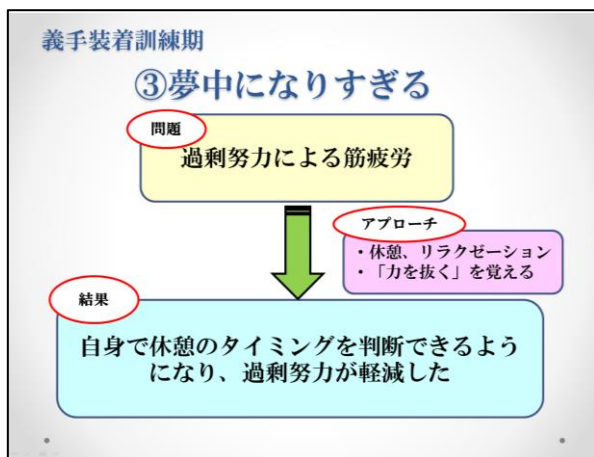 義手装着訓練期
③夢中になりすぎる
問題
過剰努力による筋疲労
アプローチ
・休憩、リラクゼーション
・「力を抜く」を覚える
結果
自身で休憩のタイミングを判断できるよう
になり、過剰努力が軽減した